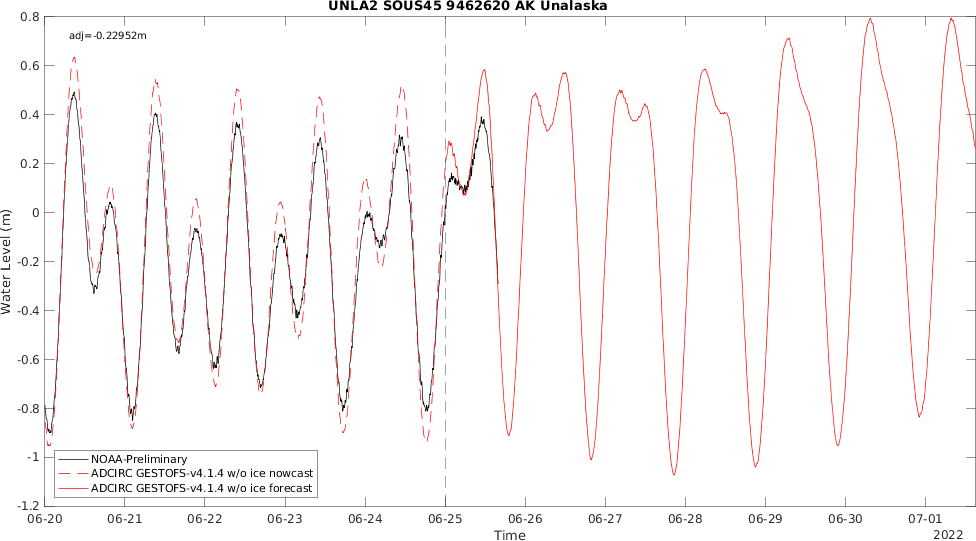 UNLA2 SOUS45 9462620 AK Unalaska
adj=-0.22952m
0.8
0.6
0.4
0.2
0
-0.2
-0.4
-0.6
-0.8
-1
-1.2
Water Level (m)
NOAA-Preliminary
ADCIRC GESTOFS-v4.1.4 w/o ice nowcast
ADCIRC GESTOFS-v4.1.4 w/o ice forecast
06-20 06-21 06-22 06-23 06-24 06-25 06-26 06-27 06-28 06-29 06-30 07-01
2022
Time